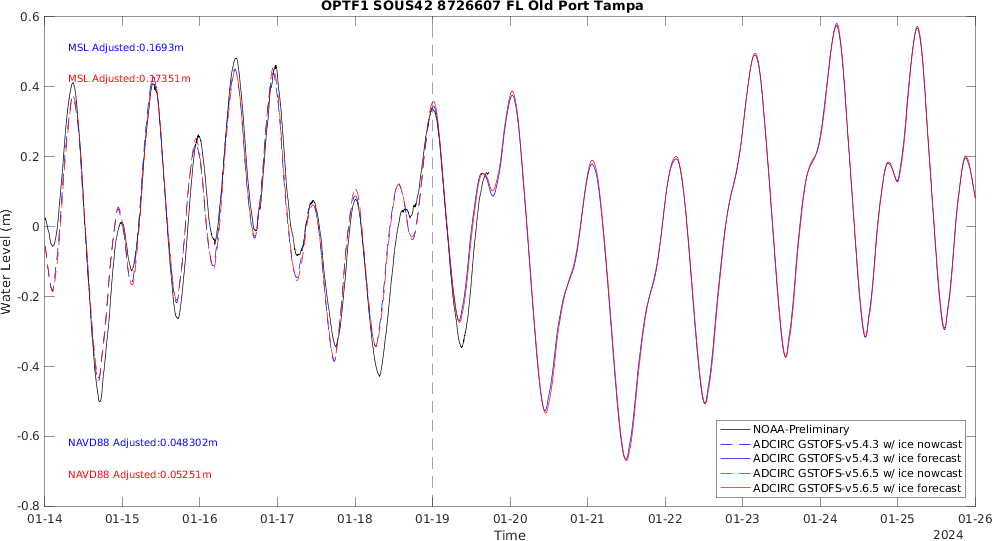 OPTF1 SOUS42 8726607 FL Old Port Tampa
Water Level (m)
0.6
0.4
0.2
0
-0.2
-0.4
-0.6
-0.8
MSL Adjusted:0.1693m
MSL Adjusted:0.17351m
NAVD88 Adjusted:0.048302m
NAVD88 Adjusted:0.05251m
NOAA-Preliminary
ADCIRC GSTOFS-v5.4.3 w/ ice nowcast
ADCIRC GSTOFS-v5.4.3 w/ ice forecast
ADCIRC GSTOFS-v5.6.5 w/ ice nowcast
ADCIRC GSTOFS-v5.6.5 w/ ice forecast
01-14 01-15 01-16 01-17 01-18 01-19 01-20 01-21 01-22 01-23 01-24 01-25 01-26
Time
2024